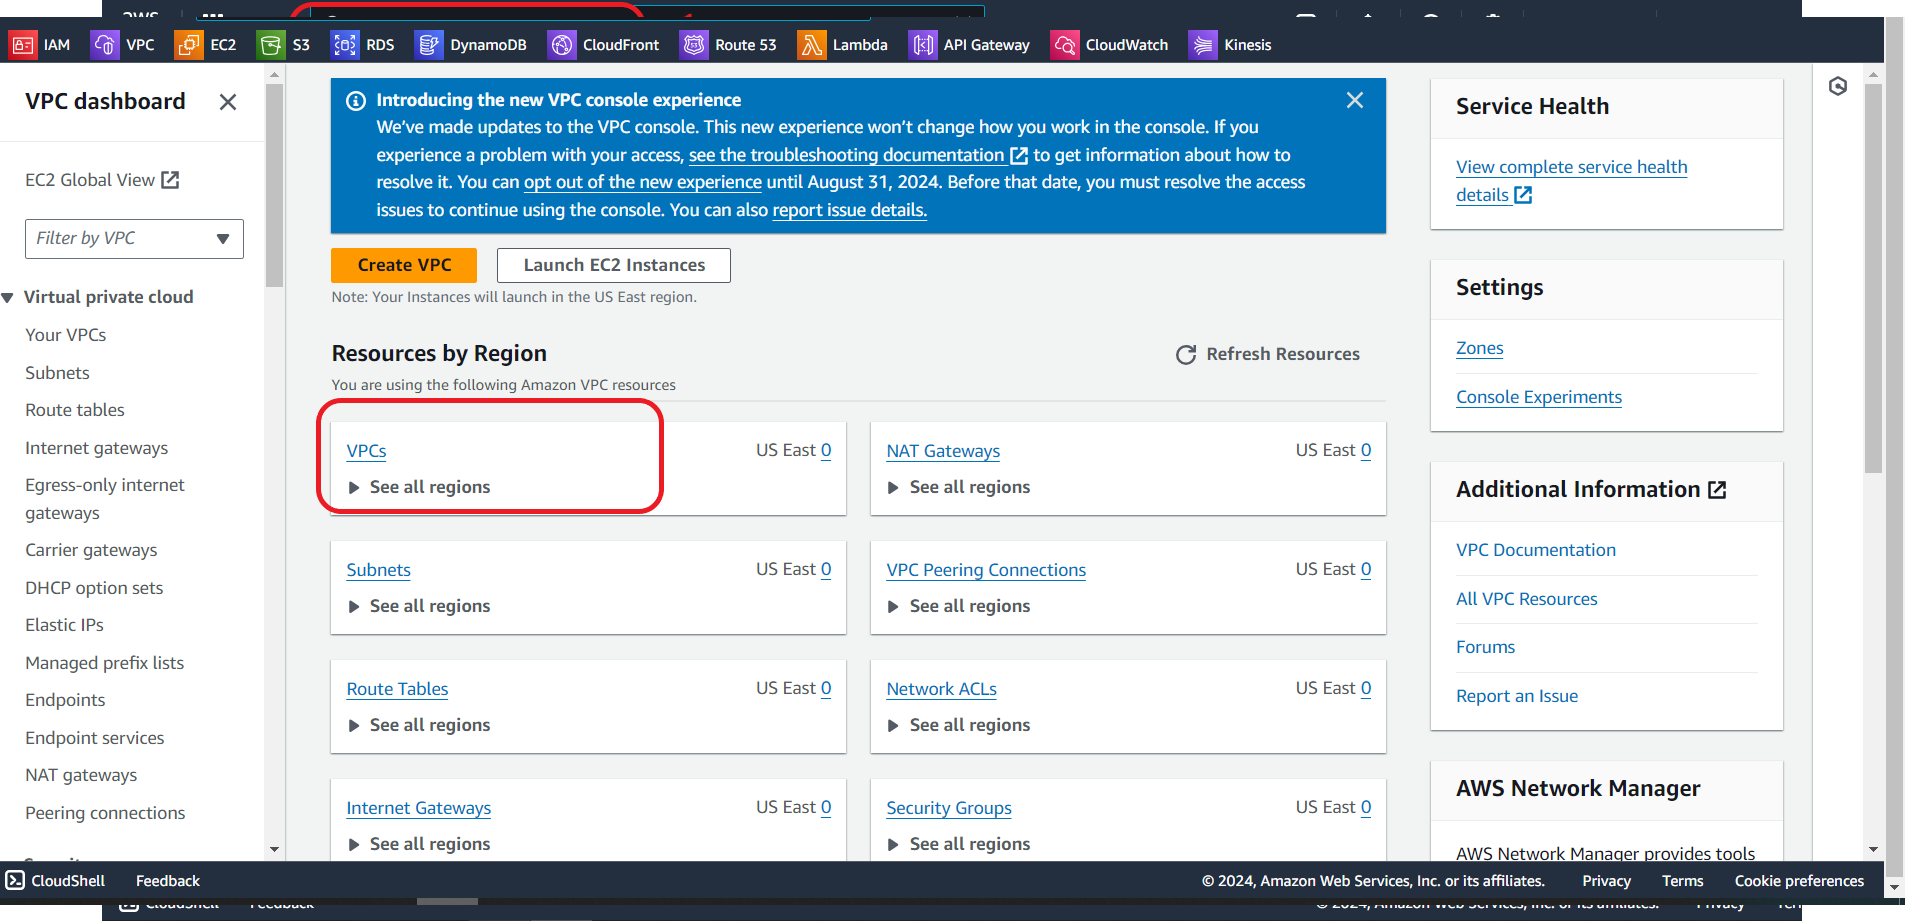 IAM VPC EC2 S3 RDS DynamoDB CloudFront Route 53 Lambda API Gateway CloudWatch Kinesis
VPC dashboard
EC2 Global View
Filter by VPC
Virtual private cloud
Your VPCs
Subnets
Route tables
Internet gateways
Egress-only internet
gateways
Carrier gateways
DHCP option sets
Elastic IPs
Managed prefix lists
Endpoints
Endpoint services
NAT gateways
Peering connections
Introducing the new VPC console experience
We've made updates to the VPC console. This new experience won't change how you work in the console. If you
experience a problem with your access, see the troubleshooting documentation to get information about how to
resolve it. You can opt out of the new experience until August 31, 2024. Before that date, you must resolve the access
issues to continue using the console. You can also report issue details.
Create VPC
Launch EC2 Instances
Note: Your Instances will launch in the US East region.
Resources by Region
Refresh Resources
You are using the following Amazon VPC resources
VPCs US East 0
See all regions
NAT Gateways US East 0
See all regions
Subnets US East 0
See all regions
VPC Peering Connections US East 0
See all regions
Route Tables US East 0
See all regions
Network ACLs US East 0
See all regions
Internet Gateways US East 0
See all regions
Security Groups US East 0
See all regions
Service Health
View complete service health
details
Settings
Zones
Console Experiments
Additional Information
VPC Documentation
All VPC Resources
Forums
Report an Issue
AWS Network Manager
AWS Network Manager provides tools
CloudShell Feedback © 2024, Amazon Web Services, Inc. or its affiliates. Privacy Terms Cookie preferences